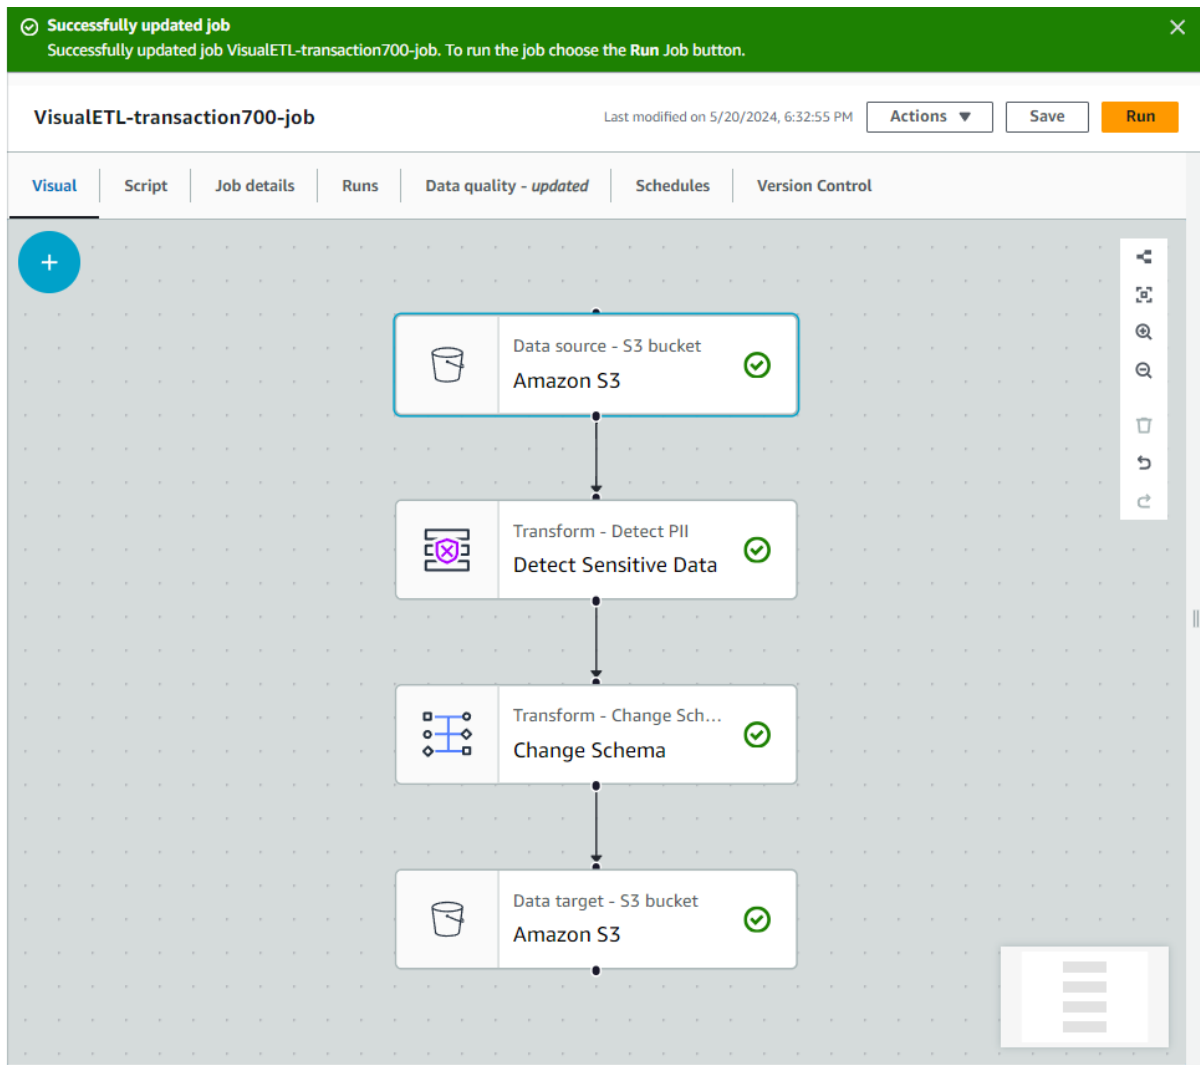 Successfully updated job
Successfully updated job VisualETL-transaction700-job. To run the job choose the Run Job button.
VisualETL-transaction700-job
Last modified on 5/20/2024, 6:32:55 PM
Actions
Save
Run
Visual
Script
Job details
Runs
Data quality - updated
Schedules
Version Control
Data source - S3 bucket
Amazon S3
Transform - Detect PII
Detect Sensitive Data
Transform - Change Sch...
Change Schema
Data target - S3 bucket
Amazon S3